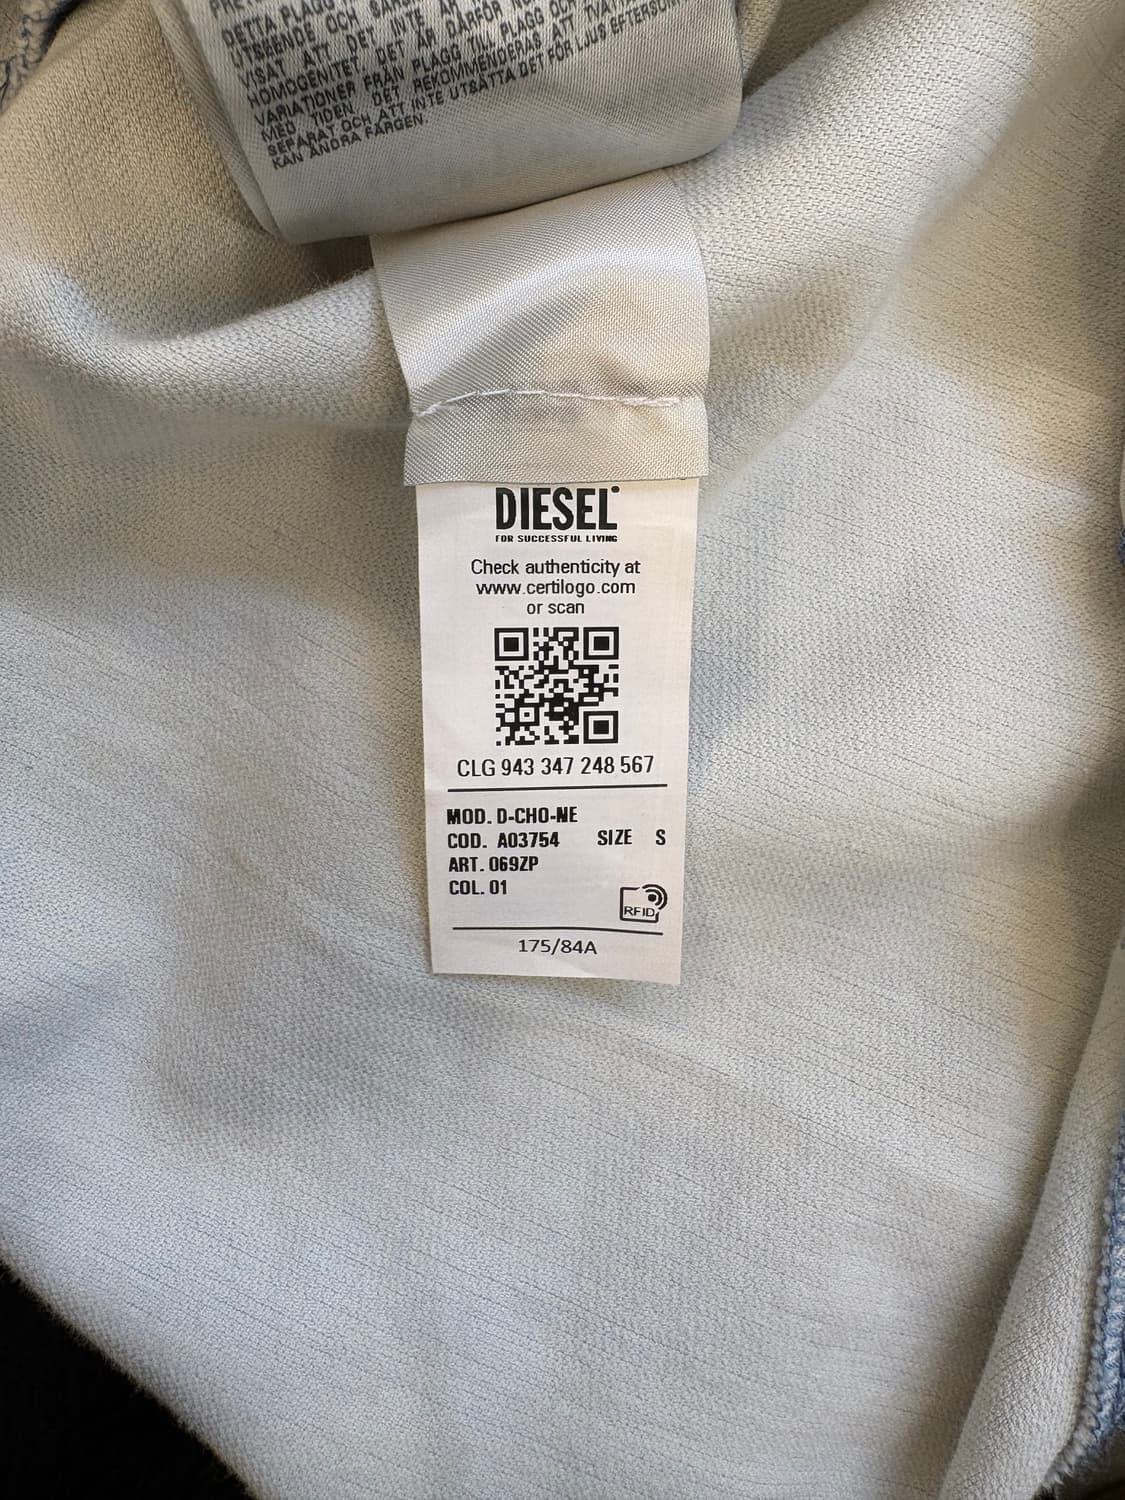 DETTA PLAGG
UTSEENDE OCH
VISAT ATT DET INTE ÄR
HOMOGENITET. DET ÄR DÄRFÖR
VARIATIONER FRÅN PLAGG TILL PLAGG OCH
MED TIDEN. DET REKOMMENDERAS ATT TVÄTTA
SEPARAT OCH ATT INTE UTSÄTTA DET FÖR LJUS EFTERSOM
KAN ÄNDRA FÄRGEN.
DIESEL
FOR SUCCESSFUL LIVING
Check authenticity at
www.certilogo.com
or scan
CLG 943 347 248 567
MOD. D-CHO-NE
COD. A03754 SIZE S
ART. 069ZP
COL. 01
RFID
175/84A